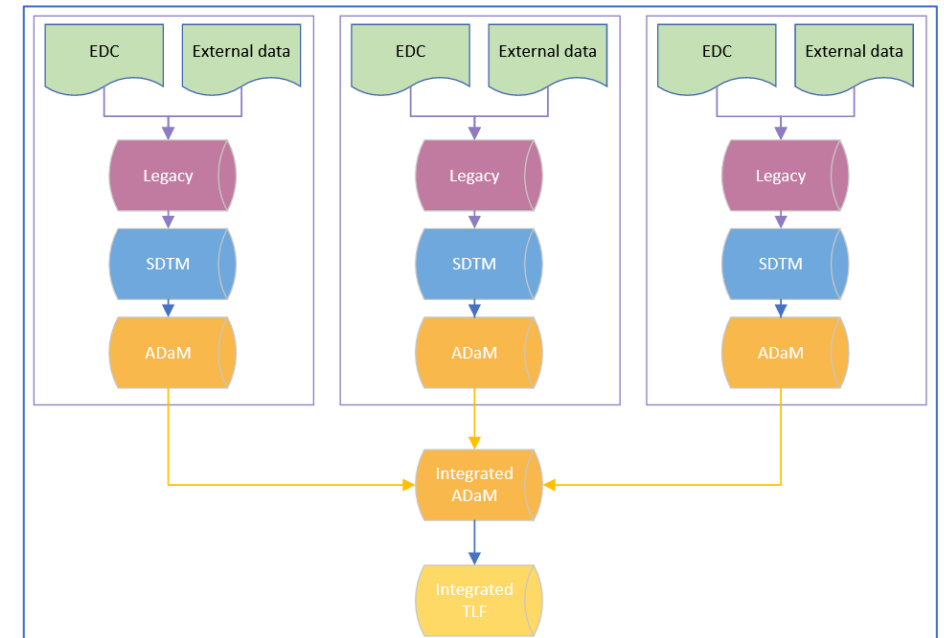 EDC
External data
EDC
External data
EDC
External data
Legacy
Legacy
Legacy
SDTM
SDTM
SDTM
ADaM
ADaM
ADaM
Integrated
ADaM
Integrated
TLF